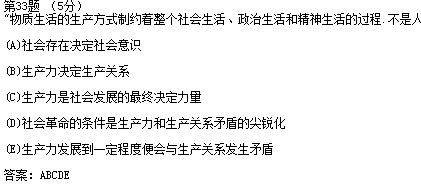 第33题 （5分）
"物质生活的生产方式制约着整个社会生活、政治生活和精神生活的过程.不是人
(A)社会存在决定社会意识
(B)生产力决定生产关系
(C)生产力是社会发展的最终决定力量
(D)社会革命的条件是生产力和生产关系矛盾的尖锐化
(E)生产力发展到一定程度便会与生产关系发生矛盾
答案：ABCDE